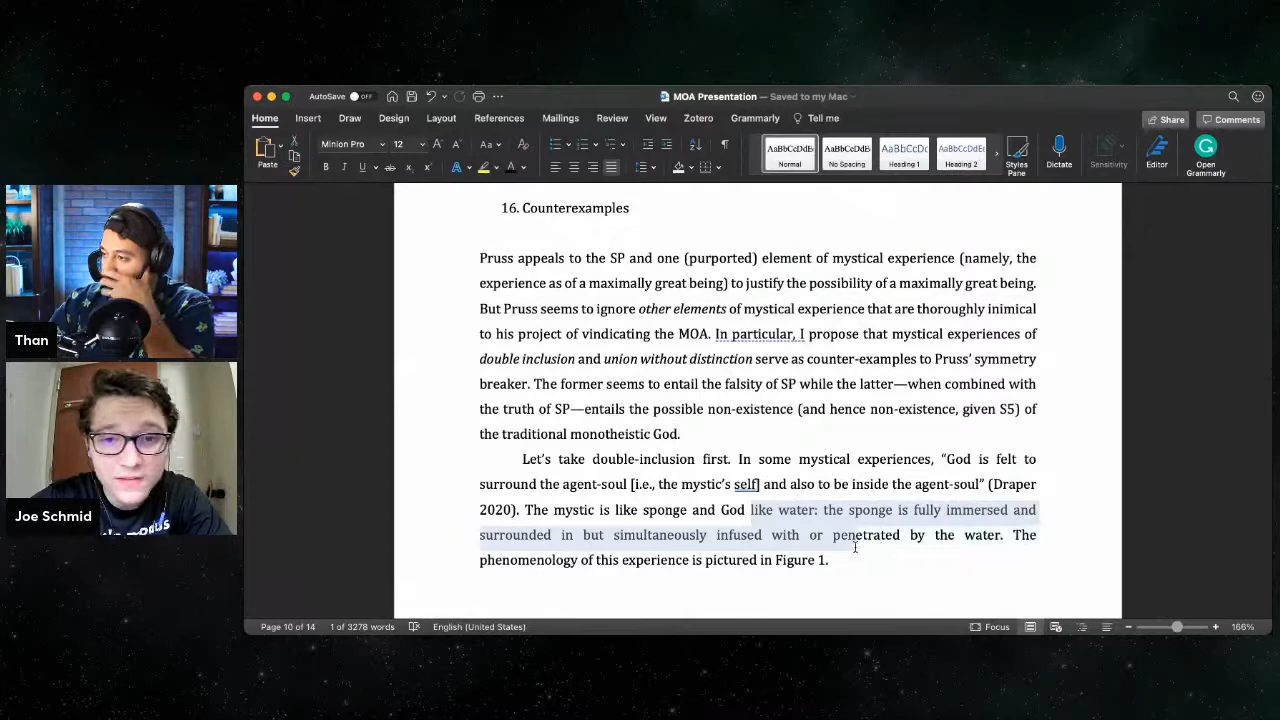 AutoSave OFF
MOA Presentation — Saved to my Mac
Home Insert Draw Design Layout References Mailings Review View Zotero Grammarly Tell me
Share Comments
Paste
Minion Pro 12
AaBbCcDdEe Normal
AaBbCcDdEe No Spacing
AaBbCcDc Heading 1
AaBbCcDdEe Heading 2
Styles Pane
Dictate
Sensitivity
Editor
Open Grammarly
16. Counterexamples
Pruss appeals to the SP and one (purported) element of mystical experience (namely, the
experience as of a maximally great being) to justify the possibility of a maximally great being.
But Pruss seems to ignore other elements of mystical experience that are thoroughly inimical
to his project of vindicating the MOA. In particular, I propose that mystical experiences of
double inclusion and union without distinction serve as counter-examples to Pruss' symmetry
breaker. The former seems to entail the falsity of SP while the latter—when combined with
the truth of SP—entails the possible non-existence (and hence non-existence, given S5) of
the traditional monotheistic God.
Let's take double-inclusion first. In some mystical experiences, “God is felt to
surround the agent-soul [i.e., the mystic's self] and also to be inside the agent-soul” (Draper
2020). The mystic is like sponge and God like water: the sponge is fully immersed and
surrounded in but simultaneously infused with or penetrated by the water. The
phenomenology of this experience is pictured in Figure 1.
Than
Joe Schmid
Page 10 of 14 1 of 3278 words English (United States) Focus 166%